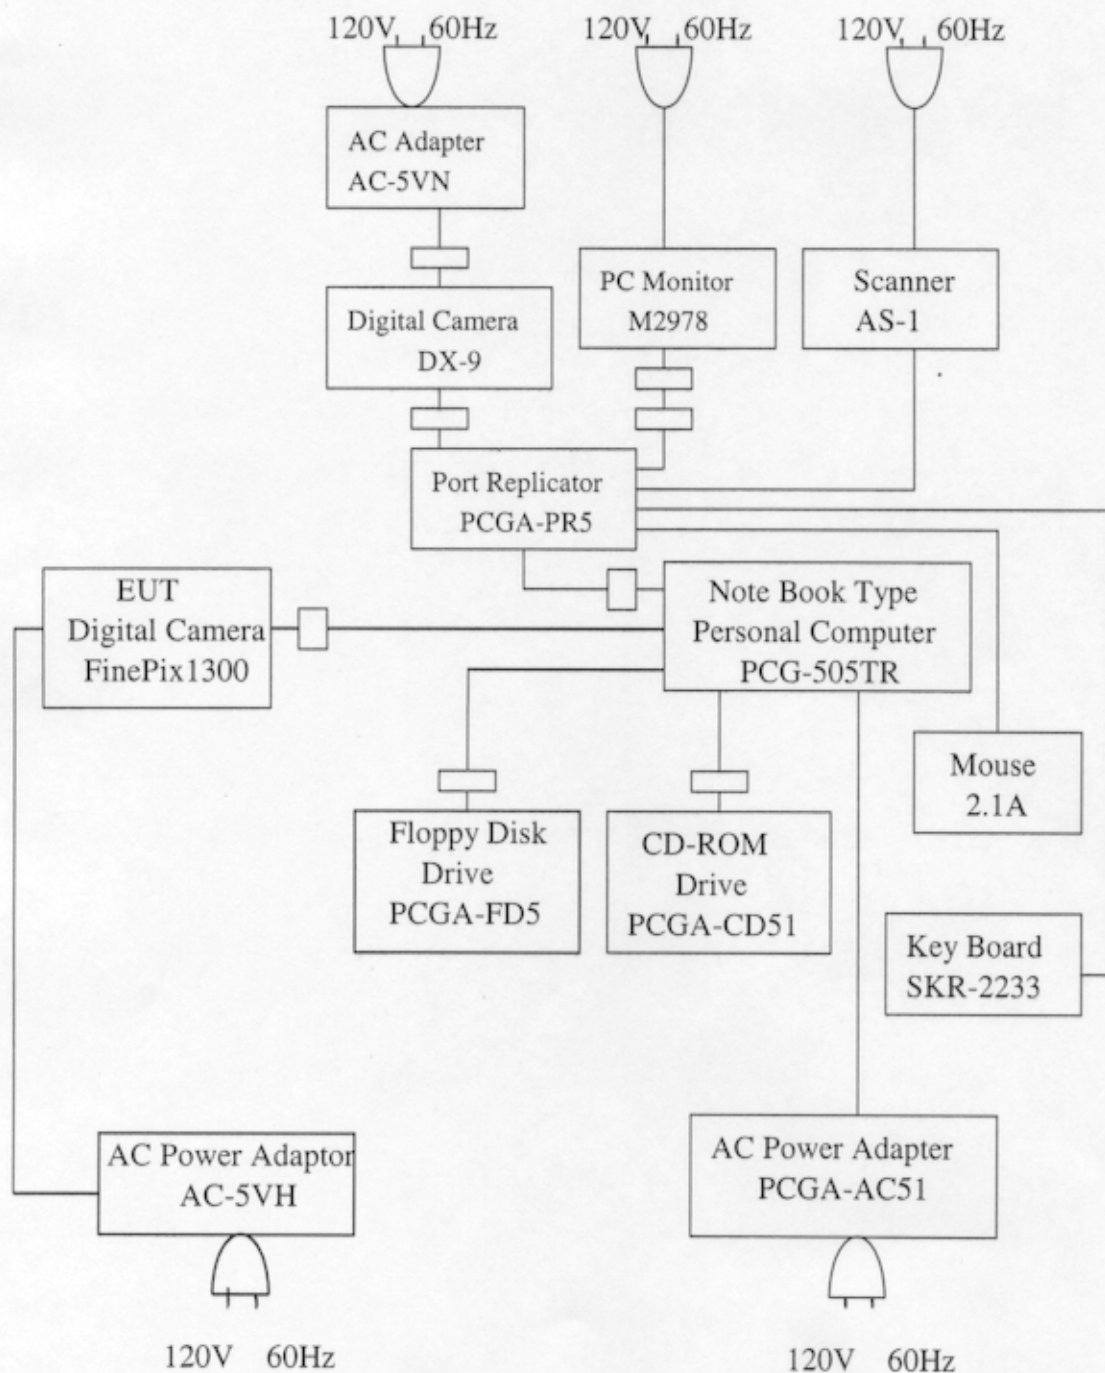 120V 60Hz
120V 60Hz
120V 60Hz
AC Adapter
AC-5VN
Digital Camera
DX-9
PC Monitor
M2978
Scanner
AS-1
Port Replicator
PCGA-PR5
EUT
Digital Camera
FinePix1300
Note Book Type
Personal Computer
PCG-505TR
Mouse
2.1A
Floppy Disk
Drive
PCGA-FD5
CD-ROM
Drive
PCGA-CD51
Key Board
SKR-2233
AC Power Adaptor
AC-5VH
AC Power Adapter
PCGA-AC51
120V 60Hz
120V 60Hz